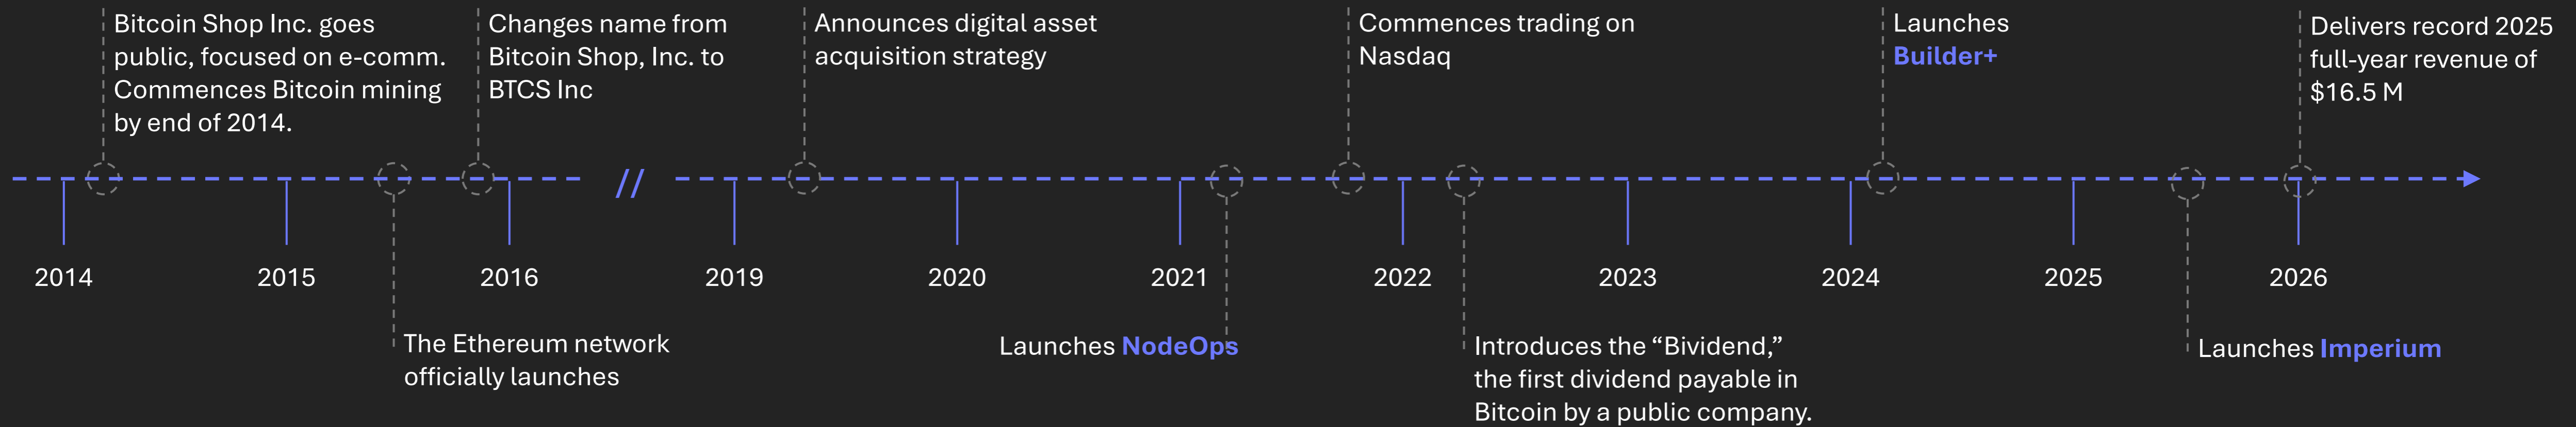 Bitcoin Shop Inc. goes
public, focused on e-comm.
Commences Bitcoin mining
by end of 2014.
Changes name from
Bitcoin Shop, Inc. to
BTCS Inc
Announces digital asset
acquisition strategy
Commences trading on
Nasdaq
Launches
Builder+
Delivers record 2025
full-year revenue of
$16.5 M
//
2014
2015
2016
2019
2020
2021
2022
2023
2024
2025
2026
The Ethereum network
officially launches
Launches NodeOps
Introduces the “Bividend,”
the first dividend payable in
Bitcoin by a public company.
Launches Imperium